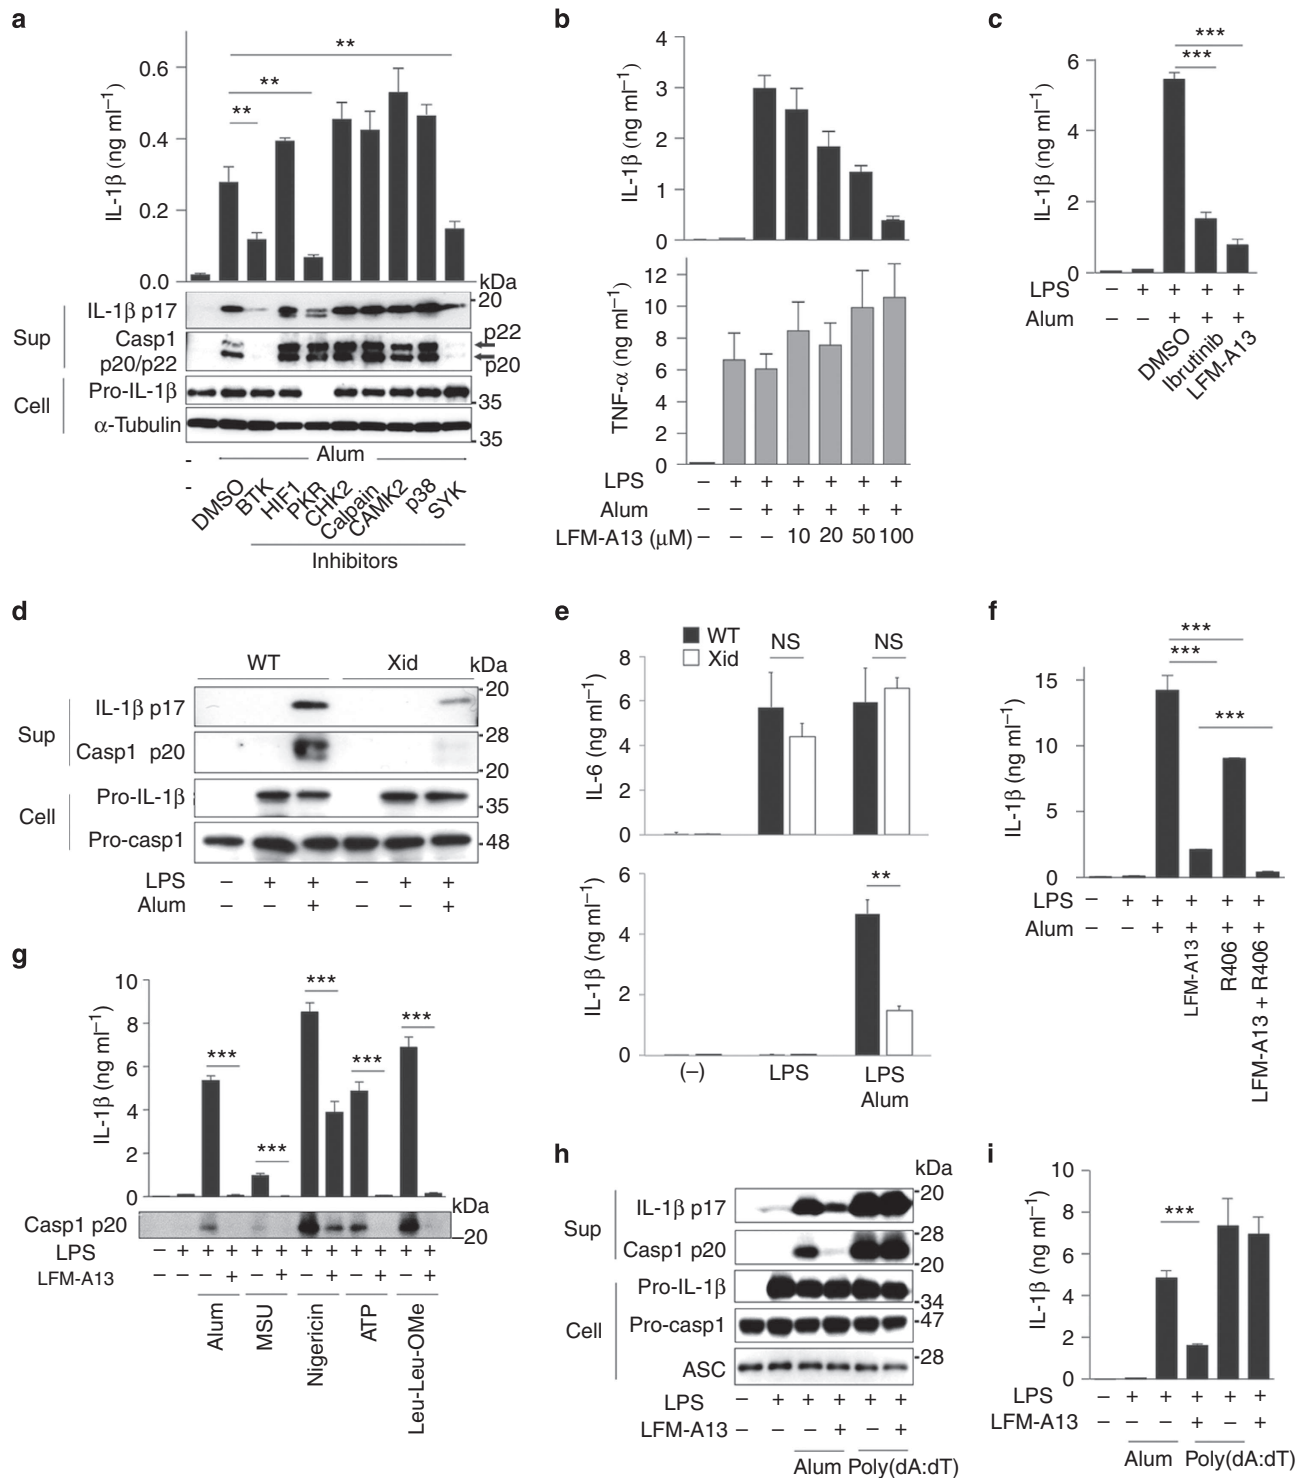 a
**
**
**
0.6
0.4
0.2
0.0
IL-1β (ng ml–1)
kDa
IL-1β p17
20
Sup
Casp1
p20/p22
p22
p20
Cell
Pro-IL-1β
35
α-Tubulin
35
-
Alum
-
DMSO
BTK
HIF1
PKR
CHK2
Calpain
CAMK2
p38
SYK
Inhibitors
b
4
3
2
1
0
IL-1β (ng ml–1)
12
10
8
6
4
2
0
TNF-α (ng ml–1)
LPS – + + + + + +
Alum – – + + + + +
LFM-A13 (μM) – – – 10 20 50 100
c
***
***
6
4
2
0
IL-1β (ng ml–1)
LPS – + + + +
Alum – – + + +
DMSO
Ibrutinib
LFM-A13
d
WT Xid kDa
Sup
IL-1β p17 20
28
Casp1 p20
20
Cell
Pro-IL-1β 35
Pro-casp1 48
LPS – + + – + +
Alum – – + – – +
e
WT
Xid
NS
NS
8
6
4
2
0
IL-6 (ng ml–1)
6
4
2
0
IL-1β (ng ml–1)
**
(–) LPS LPS
Alum
f
***
***
***
15
10
5
0
IL-1β (ng ml–1)
LPS – + + + + +
Alum – – + + + +
LFM-A13
R406
LFM-A13 + R406
g
10
8
6
4
2
0
IL-1β (ng ml–1)
***
***
***
***
***
kDa
Casp1 p20 –20
LPS – + + + + + + + + + + +
LFM-A13 – – – + – + – + – + – +
Alum
MSU
Nigericin
ATP
Leu-Leu-OMe
h
kDa
Sup
IL-1β p17 20
28
Casp1 p20
20
Cell
Pro-IL-1β
34
Pro-casp1 47
28
ASC
LPS – + + + + +
LFM-A13 – – – + – +
Alum Poly(dA:dT)
i
10
8
6
4
2
0
IL-1β (ng ml–1)
***
LPS – + + + + +
LFM-A13 – – – + – +
Alum Poly(dA:dT)